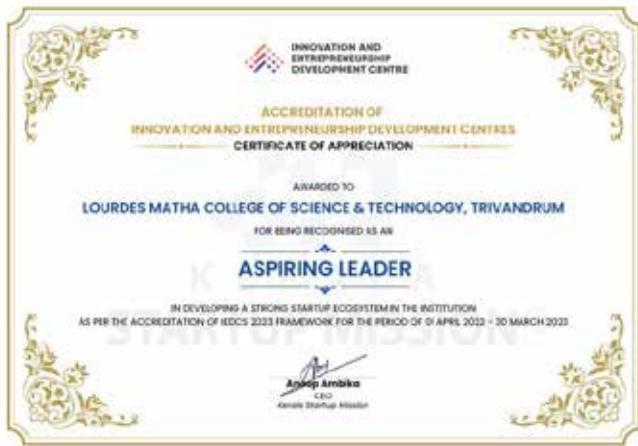 INNOVATION AND
ENTREPRENEURSHIP
DEVELOPMENT CENTRE
ACCREDITATION OF
INNOVATION AND ENTREPRENEURSHIP DEVELOPMENT CENTRES
CERTIFICATE OF APPRECIATION
AWARDED TO
LOURDES MATHA COLLEGE OF SCIENCE & TECHNOLOGY, TRIVANDRUM
FOR BEING RECOGNISED AS AN
ASPIRING LEADER
IN DEVELOPING A STRONG STARTUP ECOSYSTEM IN THE INSTITUTION
AS PER THE ACCREDITATION OF IEDCS 2023 FRAMEWORK FOR THE PERIOD OF 01 APRIL 2022 - 30 MARCH 2023
STARTUP MISSION
Anoop Ambika
CEO
Kerala Startup Mission